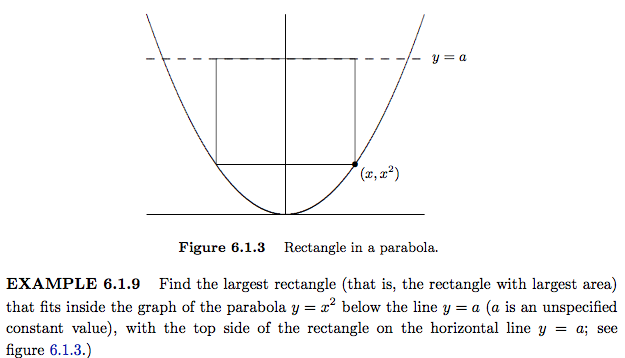 y = a
(x, x²)
Figure 6.1.3 Rectangle in a parabola.
EXAMPLE 6.1.9 Find the largest rectangle (that is, the rectangle with largest area)
that fits inside the graph of the parabola y = x² below the line y = a (a is an unspecified
constant value), with the top side of the rectangle on the horizontal line y = a; see
figure 6.1.3.)